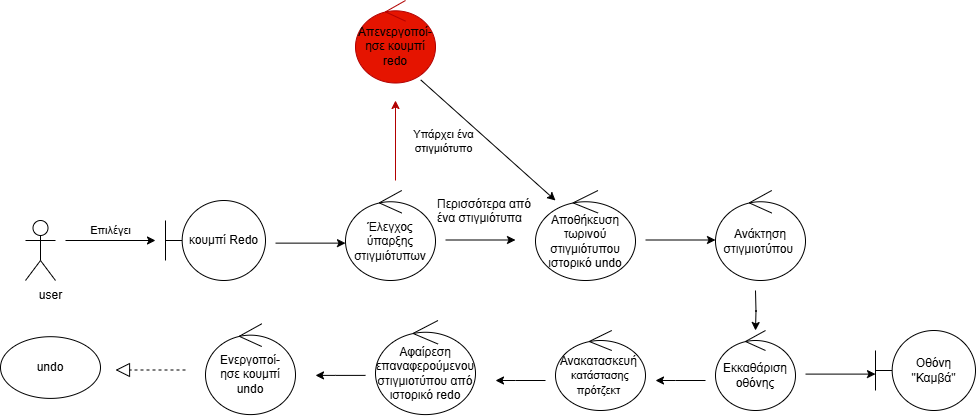 Απενεργοποί-
ησε κουμπί
redo
Υπάρχει ένα
στιγμιότυπο
Επιλέγει
user
κουμπί Redo
Έλεγχος
ύπαρξης
στιγμιότυπων
Περισσότερα από
ένα στιγμιότυπα
Αποθήκευση
τωρινού
στιγμιότυπου
ιστορικό undo
Ανάκτηση
στιγμιοτύπου
undo
Ενεργοποί-
ησε κουμπί
undo
Αφαίρεση
επαναφερούμενου
στιγμιοτύπου από
ιστορικό redo
Ανακατασκευή
κατάστασης
πρότζεκτ
Εκκαθάριση
οθόνης
Οθόνη
"Καμβά"